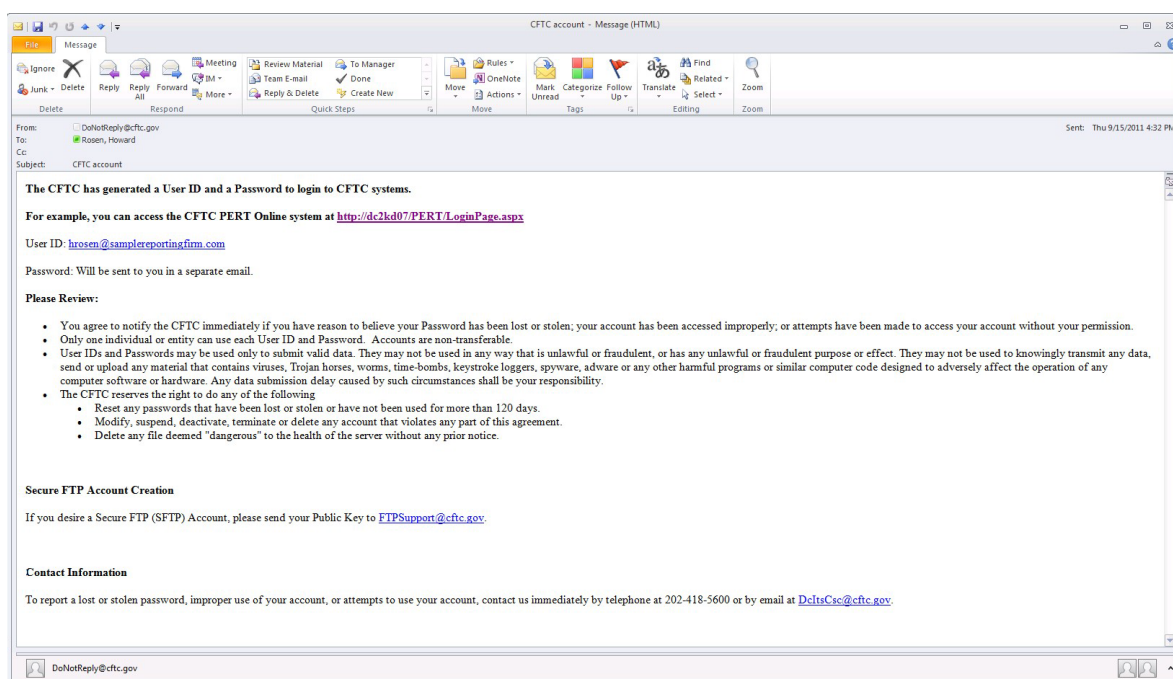 CFTC account - Message (HTML)
File Message
Ignore
Junk
Delete
Reply
Reply All
Forward
Meeting
IM
More
Review Material
Team E-mail
Reply & Delete
To Manager
Done
Create New
Move
Rules
OneNote
Actions
Mark Unread
Categorize
Follow Up
Translate
Find
Related
Select
Zoom
Delete Respond Quick Steps Move Tags Editing Zoom
From: DoNotReply@cftc.gov Sent: Thu 9/15/2011 4:32 PM
To: Rosen, Howard
Cc:
Subject: CFTC account
The CFTC has generated a User ID and a Password to login to CFTC systems.
For example, you can access the CFTC PERT Online system at http://dc2kd07/PERT/LoginPage.aspx
User ID: hrosen@samplereportingfirm.com
Password: Will be sent to you in a separate email.
Please Review:
• You agree to notify the CFTC immediately if you have reason to believe your Password has been lost or stolen; your account has been accessed improperly; or attempts have been made to access your account without your permission.
• Only one individual or entity can use each User ID and Password. Accounts are non-transferable.
• User IDs and Passwords may be used only to submit valid data. They may not be used in any way that is unlawful or fraudulent, or has any unlawful or fraudulent purpose or effect. They may not be used to knowingly transmit any data,
send or upload any material that contains viruses, Trojan horses, worms, time-bombs, keystroke loggers, spyware, adware or any other harmful programs or similar computer code designed to adversely affect the operation of any
computer software or hardware. Any data submission delay caused by such circumstances shall be your responsibility.
• The CFTC reserves the right to do any of the following
• Reset any passwords that have been lost or stolen or have not been used for more than 120 days.
• Modify, suspend, deactivate, terminate or delete any account that violates any part of this agreement.
• Delete any file deemed "dangerous" to the health of the server without any prior notice.
Secure FTP Account Creation
If you desire a Secure FTP (SFTP) Account, please send your Public Key to FTPSupport@cftc.gov.
Contact Information
To report a lost or stolen password, improper use of your account, or attempts to use your account, contact us immediately by telephone at 202-418-5600 or by email at DcItsCsc@cftc.gov.
DoNotReply@cftc.gov